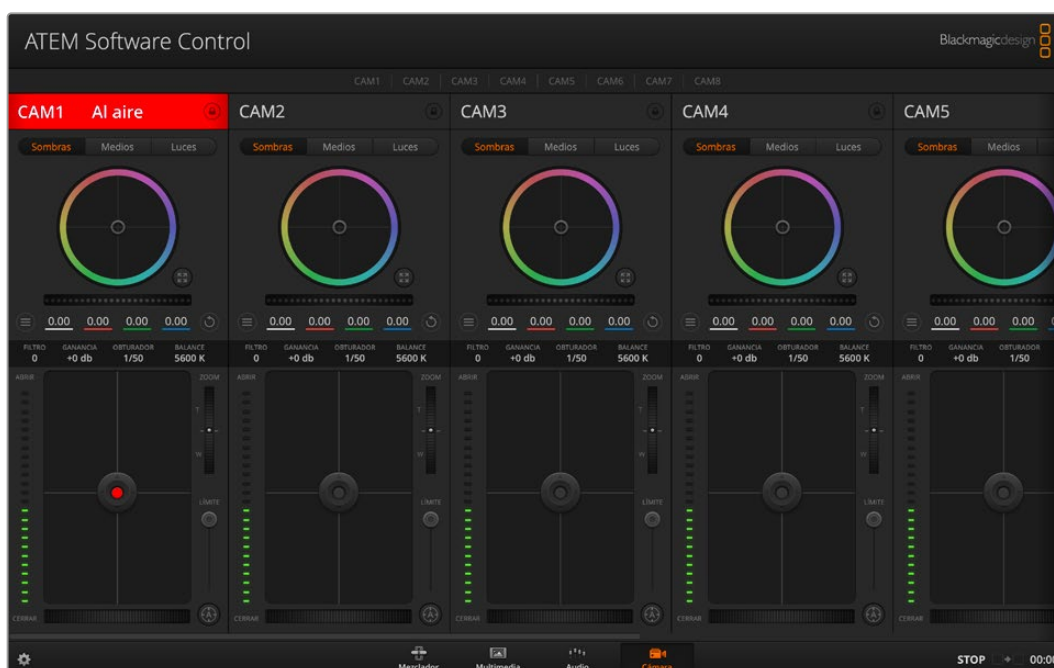 ATEM Software Control
Blackmagicdesign
CAM1 CAM2 CAM3 CAM4 CAM5 CAM6 CAM7 CAM8
CAM1 Al aire CAM2 CAM3 CAM4 CAM5
Sombras Medios Luces Sombras Medios Luces Sombras Medios Luces Sombras Medios Luces Sombras Medios
0.00 0.00 0.00 0.00 0.00 0.00 0.00 0.00 0.00 0.00 0.00 0.00 0.00 0.00 0.00 0.00 0.00 0.00 0.00
FILTRO GANANCIA OBTURADOR BALANCE FILTRO GANANCIA OBTURADOR BALANCE FILTRO GANANCIA OBTURADOR BALANCE FILTRO GANANCIA OBTURADOR BALANCE FILTRO GANANCIA OBTURADOR
0 +0 db 1/50 5600 K 0 +0 db 1/50 5600 K 0 +0 db 1/50 5600 K 0 +0 db 1/50 5600 K 0 +0 db 1/50
ABRIR ZOOM ABRIR ZOOM ABRIR ZOOM ABRIR ZOOM ABRIR
T T T T
W W W W
LÍMITE LÍMITE LÍMITE LÍMITE
CERRAR CERRAR CERRAR CERRAR CERRAR
Mezclador Multimedia Audio Cámara
STOP